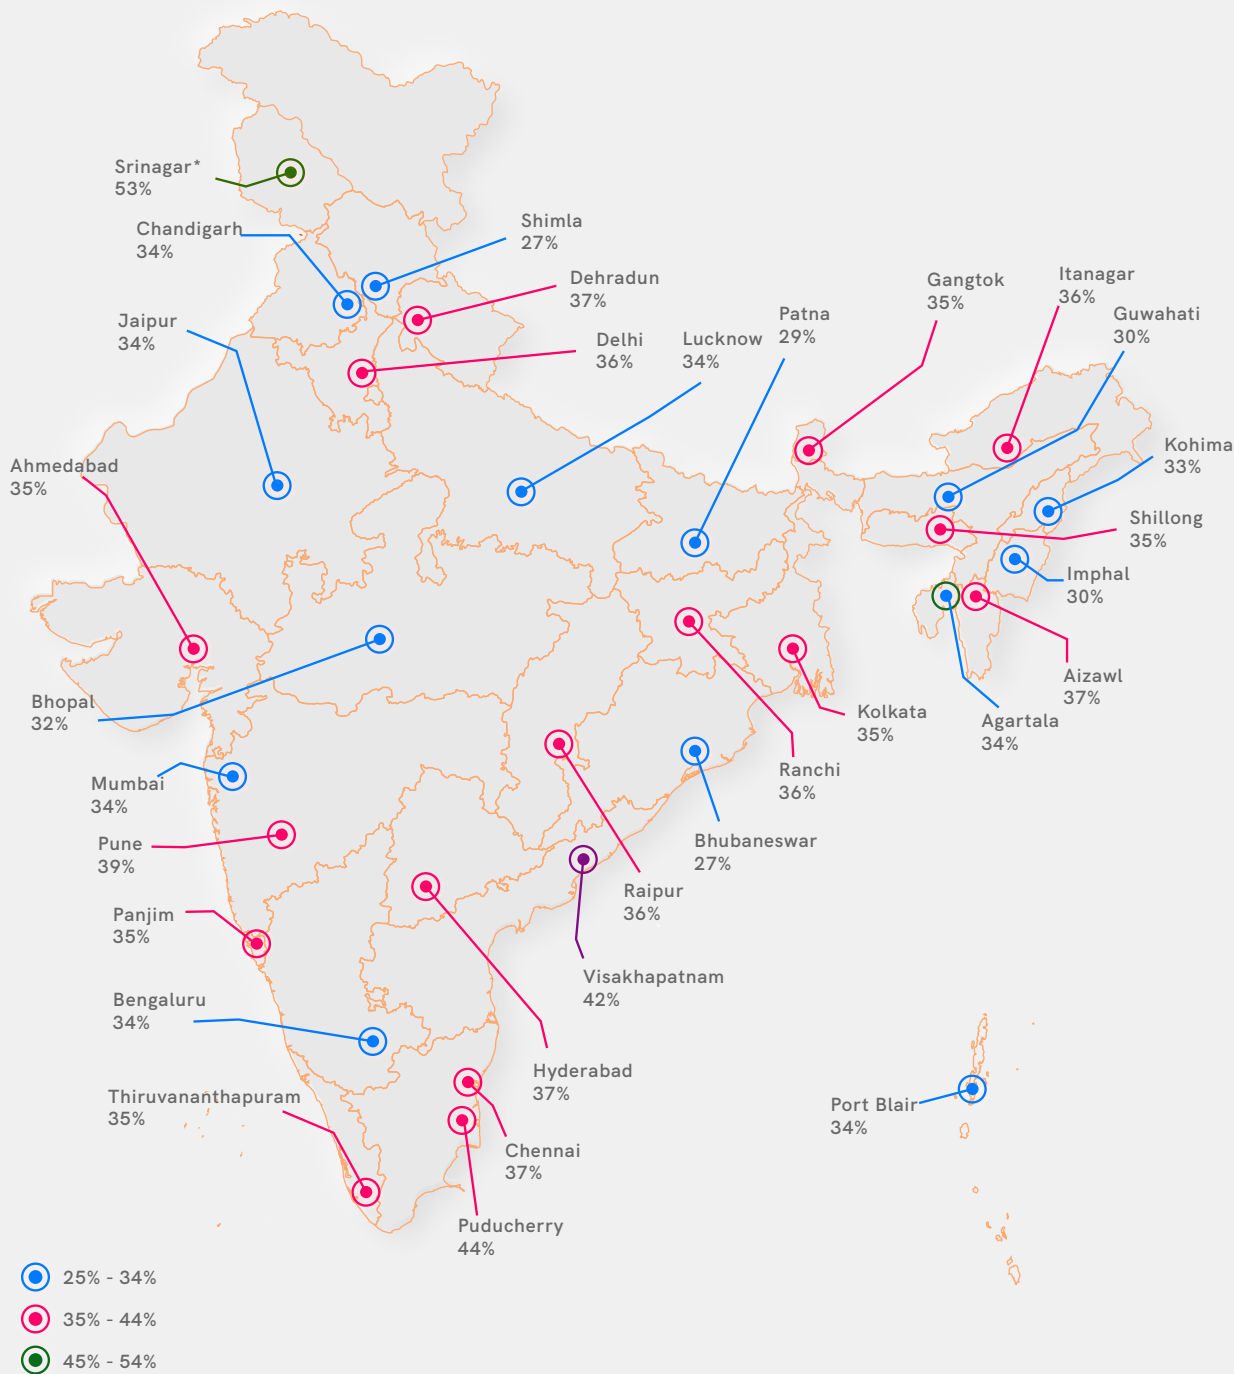 Srinagar*
53%
Chandigarh
34%
Shimla
27%
Dehradun
37%
Jaipur
34%
Delhi
36%
Lucknow
34%
Patna
29%
Gangtok
35%
Itanagar
36%
Guwahati
30%
Kohima
33%
Ahmedabad
35%
Shillong
35%
Imphal
30%
Aizawl
37%
Agartala
34%
Bhopal
32%
Kolkata
35%
Ranchi
36%
Mumbai
34%
Bhubaneswar
27%
Pune
39%
Raipur
36%
Panjim
35%
Visakhapatnam
42%
Bengaluru
34%
Hyderabad
37%
Thiruvananthapuram
35%
Port Blair
34%
Chennai
37%
Puducherry
44%
25% - 34%
35% - 44%
45% - 54%